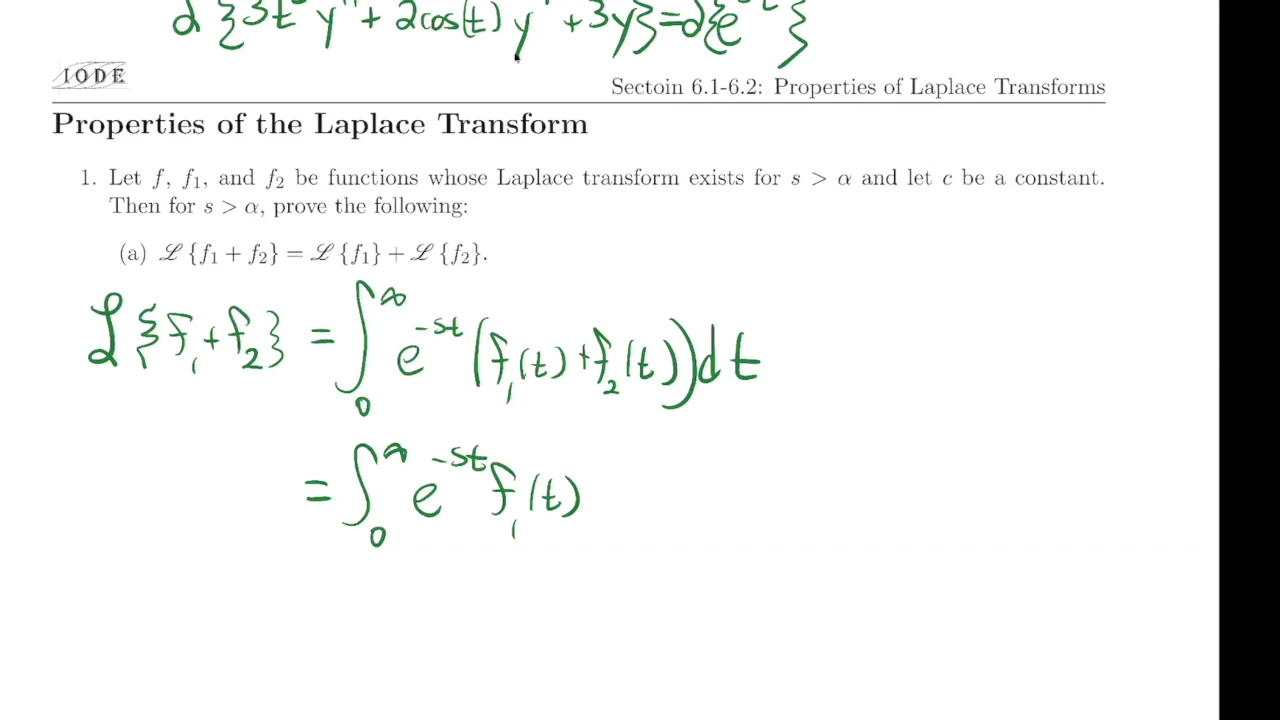 ℒ{3t y'' + 2cos(t) y' + 3y} = ℒ{e }
IODE
Sectoin 6.1-6.2: Properties of Laplace Transforms
Properties of the Laplace Transform
1. Let f, f₁, and f₂ be functions whose Laplace transform exists for s > α and let c be a constant.
Then for s > α, prove the following:
(a) ℒ{f₁ + f₂} = ℒ{f₁} + ℒ{f₂}.
ℒ{f₁ + f₂} = ∫₀^∞ e^(-st) (f₁(t) + f₂(t)) dt
= ∫₀^∞ e^(-st) f₁(t)